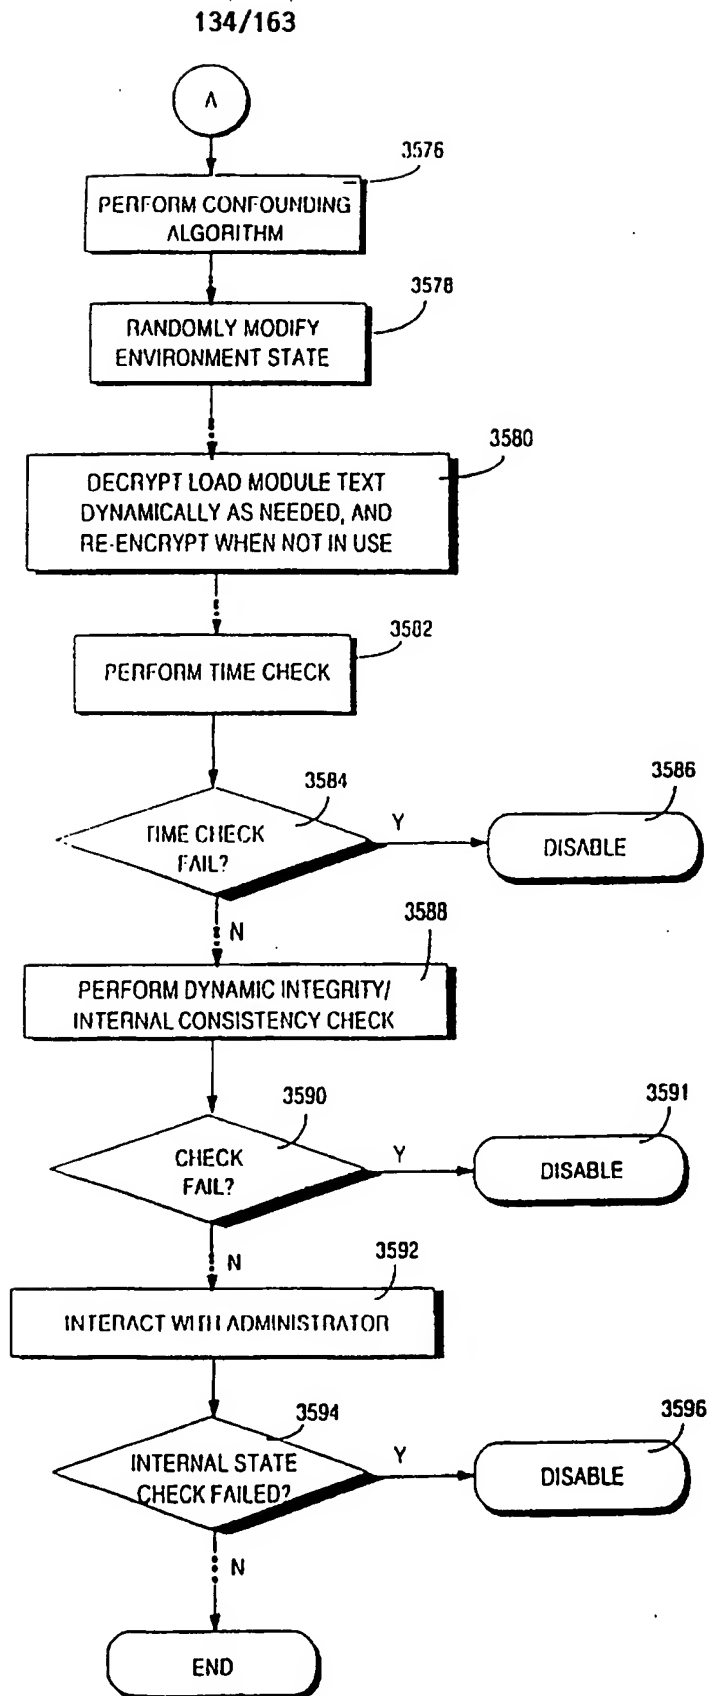 134/163
A
3576
PERFORM CONFOUNDING
ALGORITHM
3578
RANDOMLY MODIFY
ENVIRONMENT STATE
3580
DECRYPT LOAD MODULE TEXT
DYNAMICALLY AS NEEDED, AND
RE-ENCRYPT WHEN NOT IN USE
3582
PERFORM TIME CHECK
3584
TIME CHECK
FAIL?
Y
3586
DISABLE
N
3588
PERFORM DYNAMIC INTEGRITY/
INTERNAL CONSISTENCY CHECK
3590
CHECK
FAIL?
Y
3591
DISABLE
N
3592
INTERACT WITH ADMINISTRATOR
3594
INTERNAL STATE
CHECK FAILED?
Y
3596
DISABLE
N
END